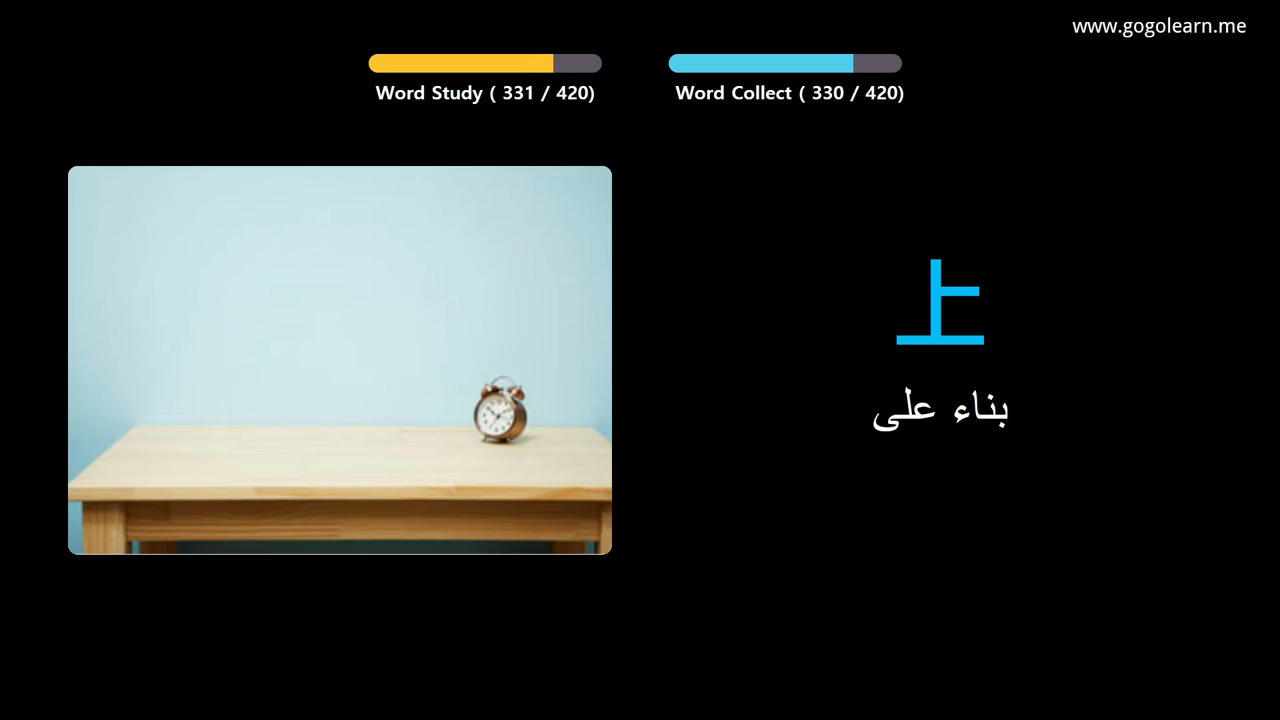 www.gogolearn.me
Word Study ( 331 / 420)
Word Collect ( 330 / 420)
上
بناء على